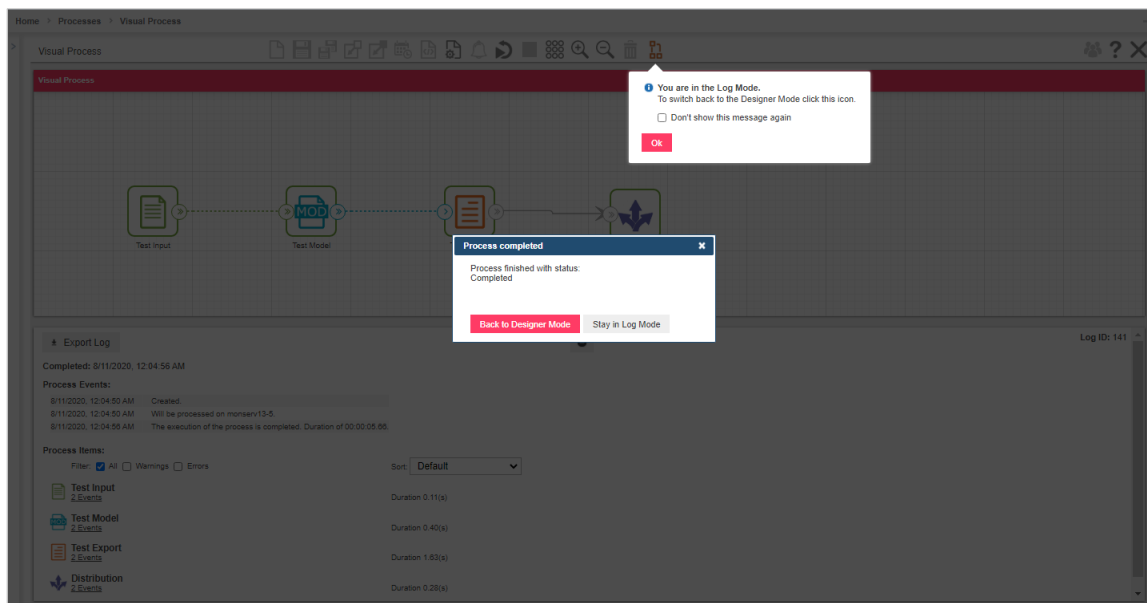 Home > Processes > Visual Process
Visual Process
Visual Process
You are in the Log Mode.
To switch back to the Designer Mode click this icon.
Don't show this message again
Ok
MOD
Test Input
Test Model
Process completed
Process finished with status:
Completed
Back to Designer Mode
Stay in Log Mode
Export Log
Log ID: 141
Completed: 8/11/2020, 12:04:56 AM
Process Events:
8/11/2020, 12:04:50 AM Created.
8/11/2020, 12:04:50 AM Will be processed on monserv13-5.
8/11/2020, 12:04:56 AM The execution of the process is completed. Duration of 00:00:05.66.
Process Items:
Filter: All Warnings Errors Sort: Default
Test Input
2 Events Duration 0.11(s)
Test Model
MOD
2 Events Duration 0.40(s)
Test Export
2 Events Duration 1.63(s)
Distribution
2 Events Duration 0.28(s)